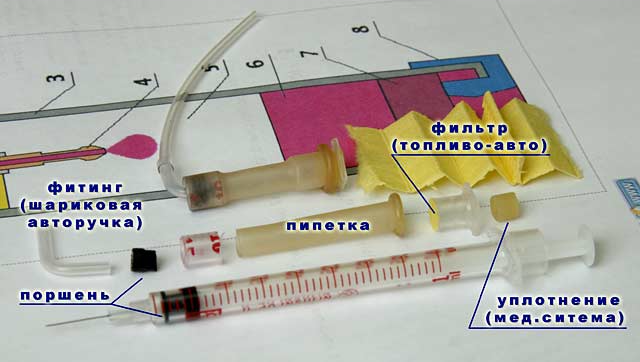 3
4
5
6
7
8
фильтр
(топливо-авто)
фитинг
(шариковая
авторучка)
пипетка
поршень
уплотнение
(мед.ситема)